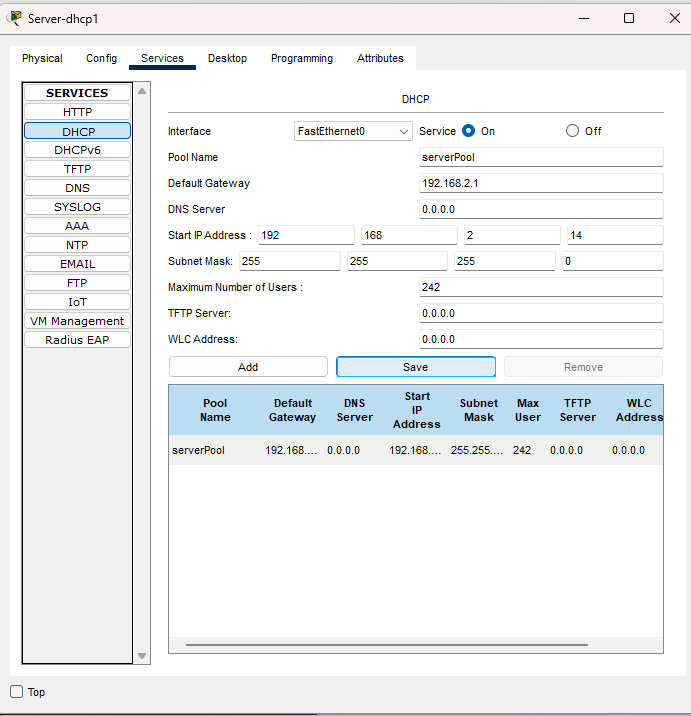 Server-dhcp1
Physical Config Services Desktop Programming Attributes
SERVICES
HTTP
DHCP
DHCPv6
TFTP
DNS
SYSLOG
AAA
NTP
EMAIL
FTP
IoT
VM Management
Radius EAP
DHCP
Interface FastEthernet0 Service On Off
Pool Name serverPool
Default Gateway 192.168.2.1
DNS Server 0.0.0.0
Start IP Address : 192 168 2 14
Subnet Mask: 255 255 255 0
Maximum Number of Users : 242
TFTP Server: 0.0.0.0
WLC Address: 0.0.0.0
Add Save Remove
Pool Name Default Gateway DNS Server Start IP Address Subnet Mask Max User TFTP Server WLC Address
serverPool 192.168.... 0.0.0.0 192.168.... 255.255.... 242 0.0.0.0 0.0.0.0
Top